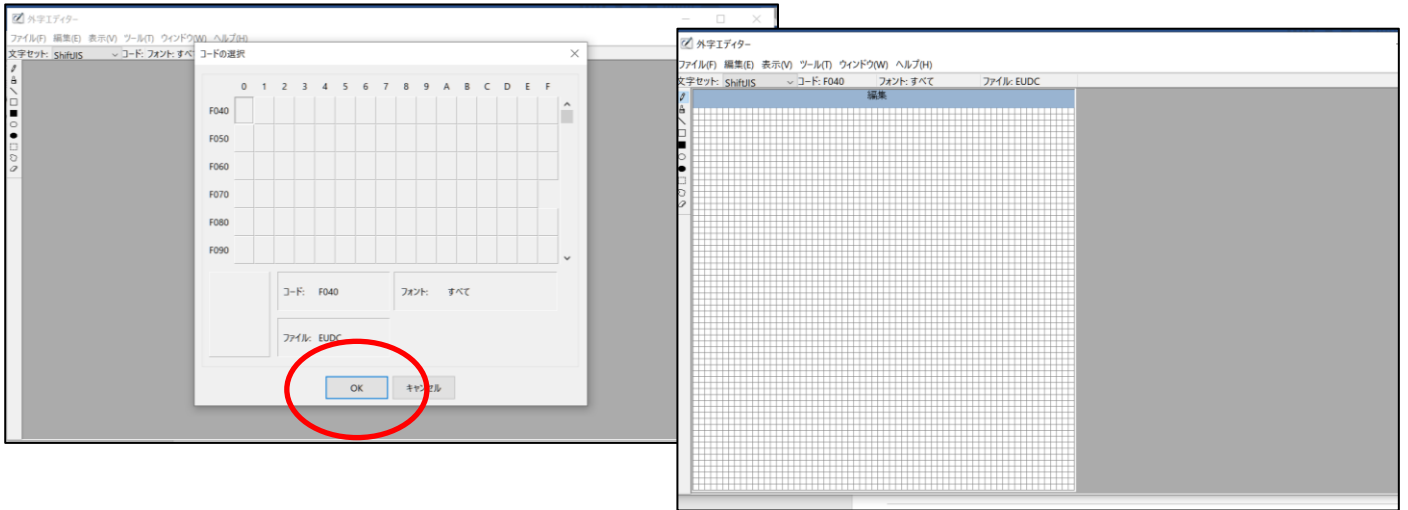 外字エディター
ファイル(F) 編集(E) 表示(V) ツール(T) ウィンドウ(W) ヘルプ(H)
文字セット: ShiftJIS コード: フォント: すべて
コードの選択
0 1 2 3 4 5 6 7 8 9 A B C D E F
F040
F050
F060
F070
F080
F090
コード: F040 フォント: すべて
ファイル: EUDC
OK キャンセル
外字エディター
ファイル(F) 編集(E) 表示(V) ツール(T) ウィンドウ(W) ヘルプ(H)
文字セット: ShiftJIS コード: F040 フォント: すべて ファイル: EUDC
編集